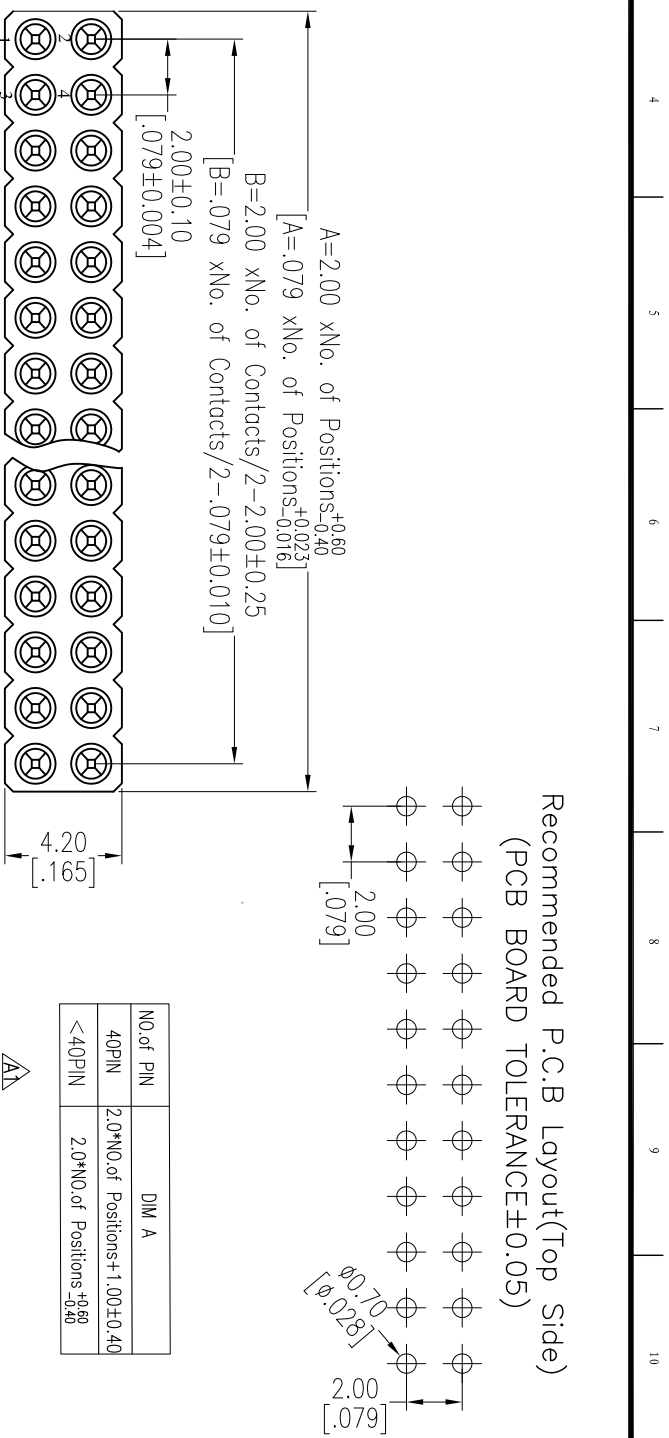 4
5
6
7
8
9
10
Recommended P.C.B Layout(Top Side)
(PCB BOARD TOLERANCE±0.05)
2.00
[.079]
ø0.70
[ø.028]
2.00
[.079]
A=2.00 xNo. of Positions +0.60 -0.40
[A=.079 xNo. of Positions +0.023 -0.016]
B=2.00 xNo. of Contacts/2-2.00±0.25
[B=.079 xNo. of Contacts/2-.079±0.010]
2.00±0.10
[.079±0.004]
2
4
1
3
4.20
[.165]
NO.of PIN DIM A
40PIN 2.0*NO.of Positions+1.00±0.40
<40PIN 2.0*NO.of Positions +0.60 -0.40
A1